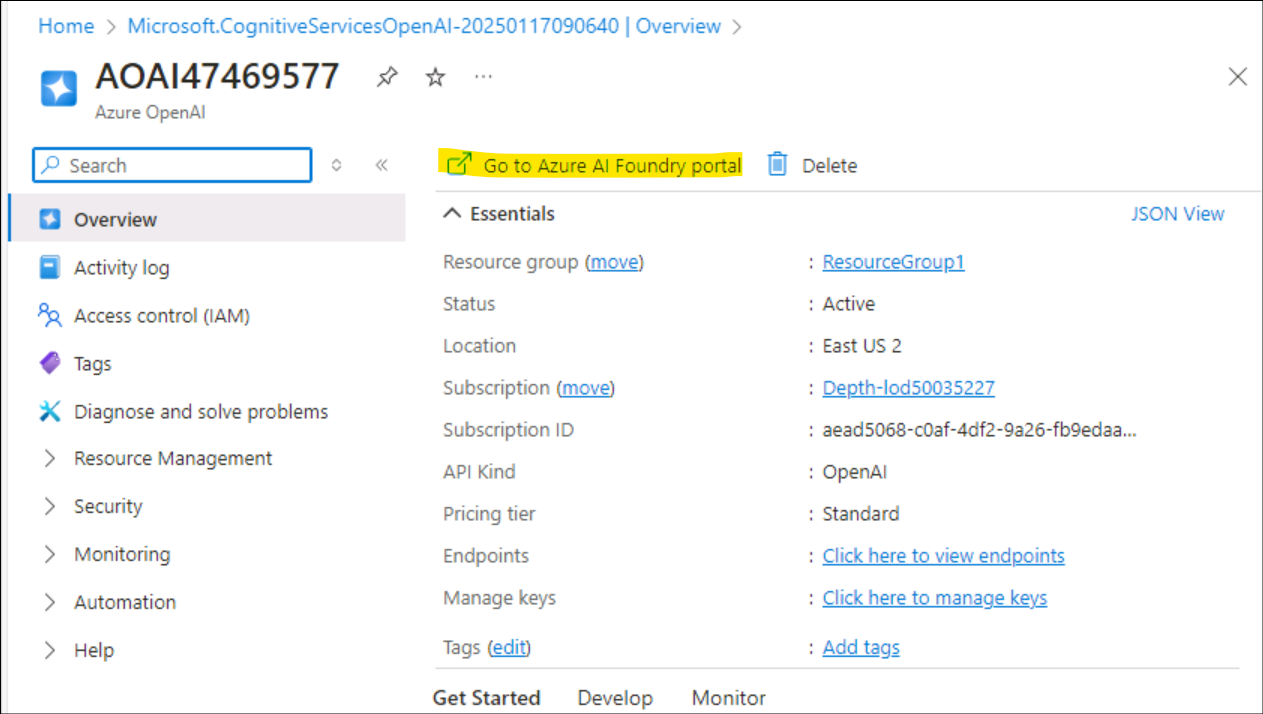 Home > Microsoft.CognitiveServicesOpenAI-20250117090640 | Overview >
AOAI47469577 ...
Azure OpenAI
Search
Go to Azure AI Foundry portal Delete
Overview
Activity log
Access control (IAM)
Tags
Diagnose and solve problems
Resource Management
Security
Monitoring
Automation
Help
Essentials JSON View
Resource group (move) : ResourceGroup1
Status : Active
Location : East US 2
Subscription (move) : Depth-lod50035227
Subscription ID : aead5068-c0af-4df2-9a26-fb9edaa...
API Kind : OpenAI
Pricing tier : Standard
Endpoints : Click here to view endpoints
Manage keys : Click here to manage keys
Tags (edit) : Add tags
Get Started Develop Monitor